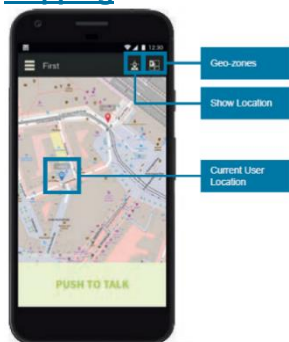 12:30
First
Geo-zones
Show Location
Current User
Location
PUSH TO TALK